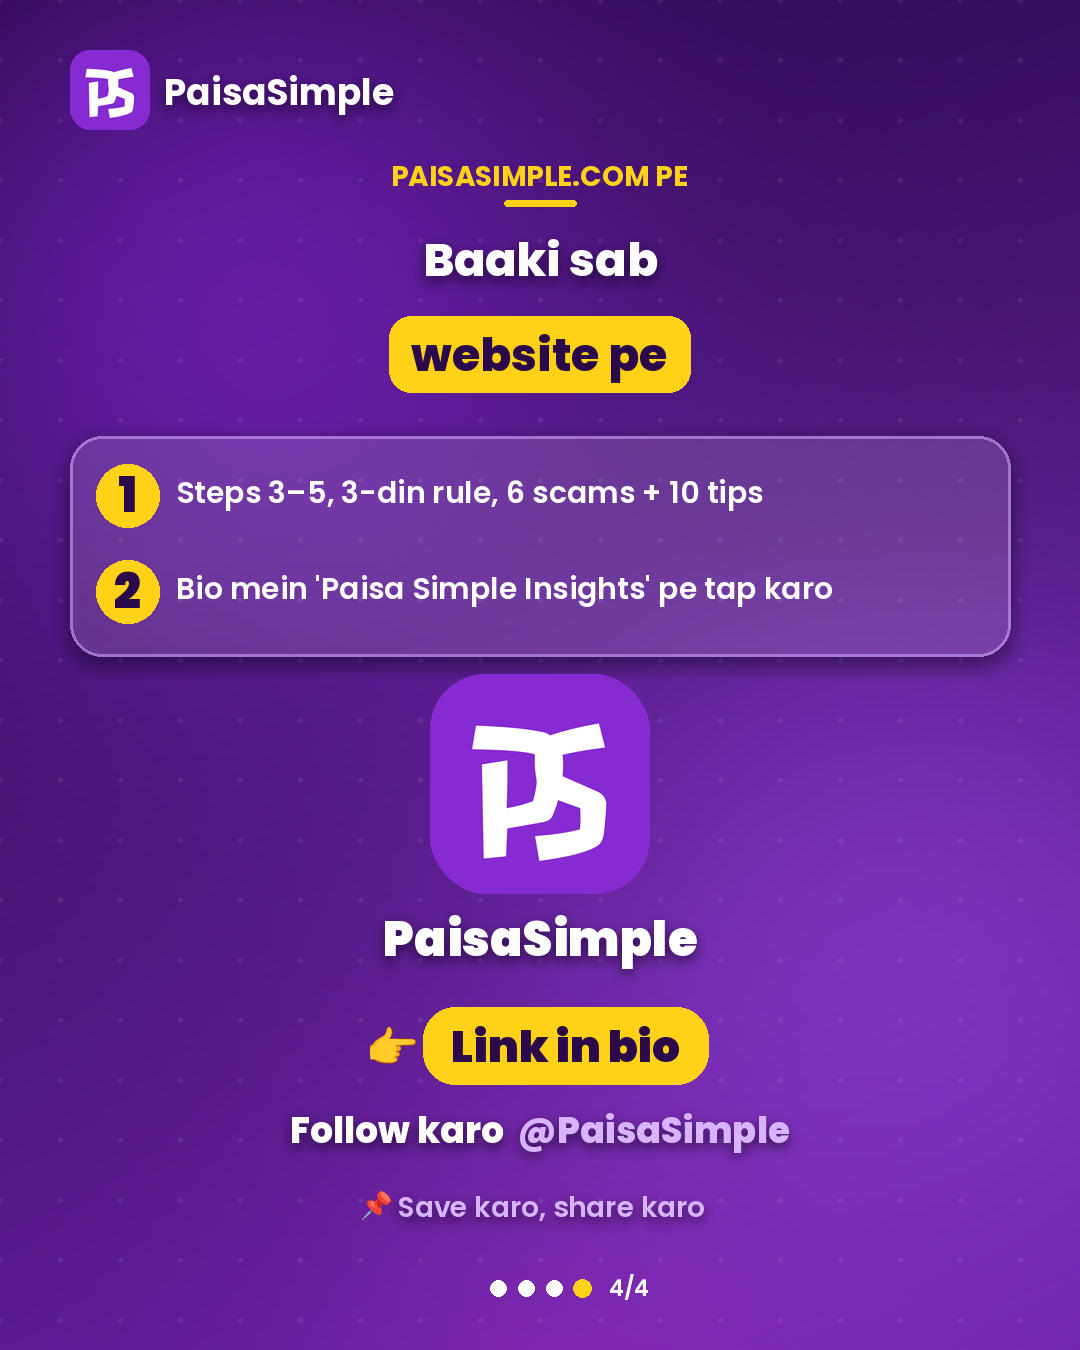 PS PaisaSimple
PAISASIMPLE.COM PE
Baaki sab
website pe
1 Steps 3–5, 3-din rule, 6 scams + 10 tips
2 Bio mein 'Paisa Simple Insights' pe tap karo
PS
PaisaSimple
👉 Link in bio
Follow karo @PaisaSimple
📌 Save karo, share karo
4/4